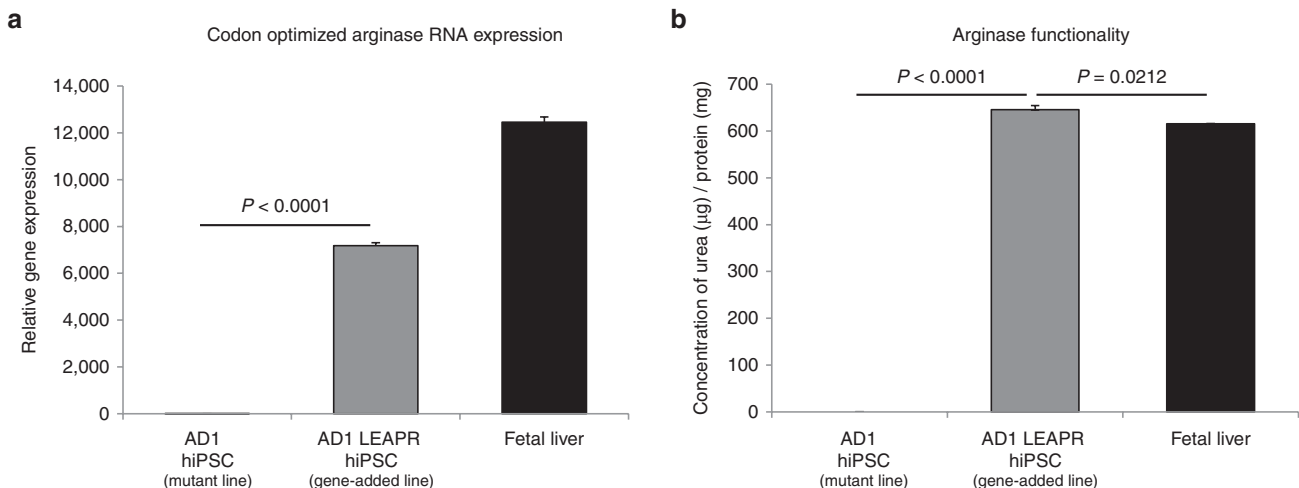 a
Codon optimized arginase RNA expression
Relative gene expression
14,000
12,000
10,000
8,000
6,000
4,000
2,000
0
P < 0.0001
AD1
hiPSC
(mutant line)
AD1 LEAPR
hiPSC
(gene-added line)
Fetal liver
b
Arginase functionality
Concentration of urea (μg) / protein (mg)
700
600
500
400
300
200
100
0
P < 0.0001
P = 0.0212
AD1
hiPSC
(mutant line)
AD1 LEAPR
hiPSC
(gene-added line)
Fetal liver